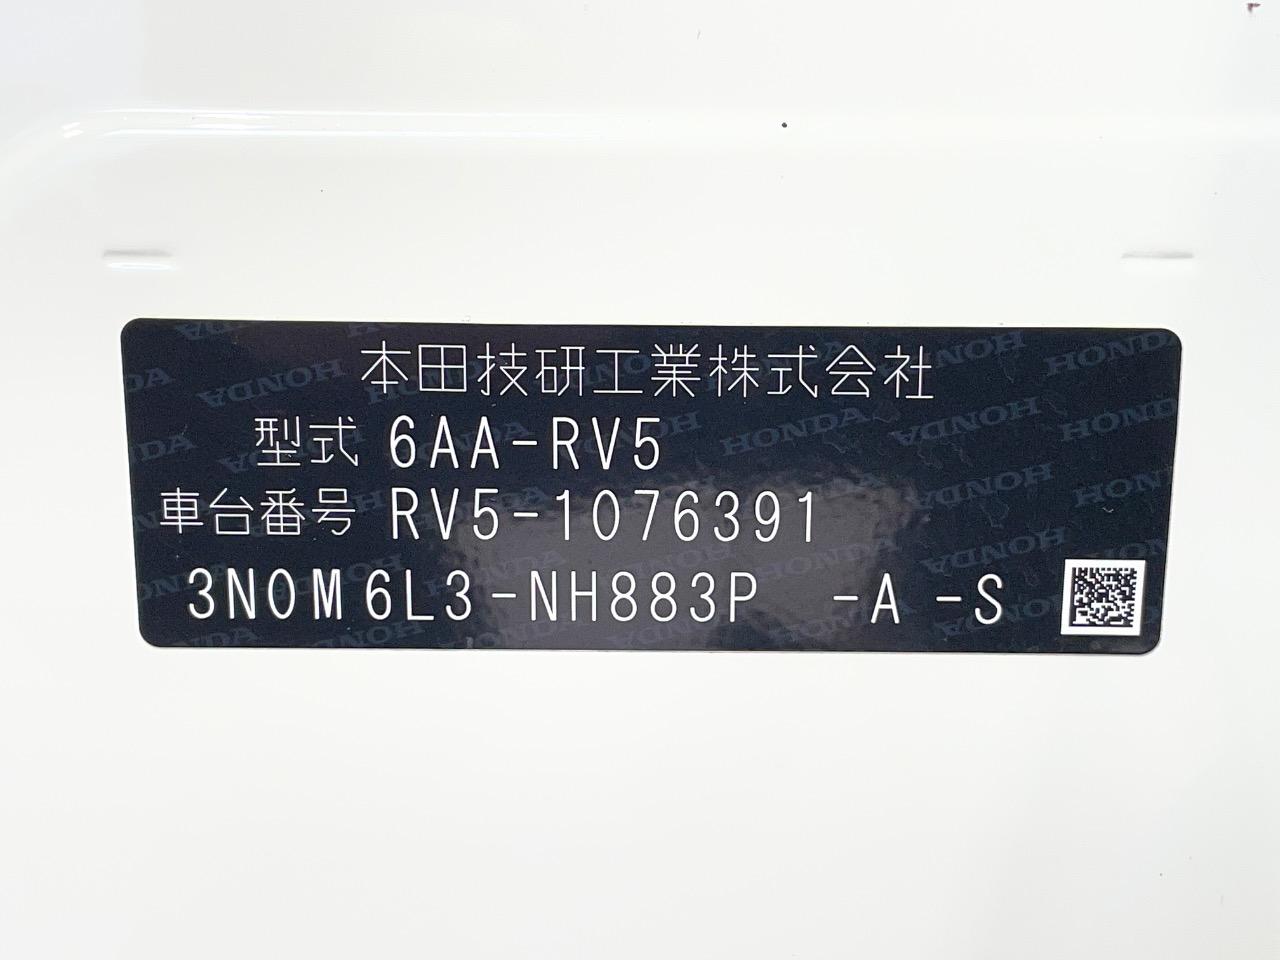 本田技研工業株式会社
型式 6AA-RV5
車台番号 RV5-1076391
3N0M6L3-NH883P -A -S